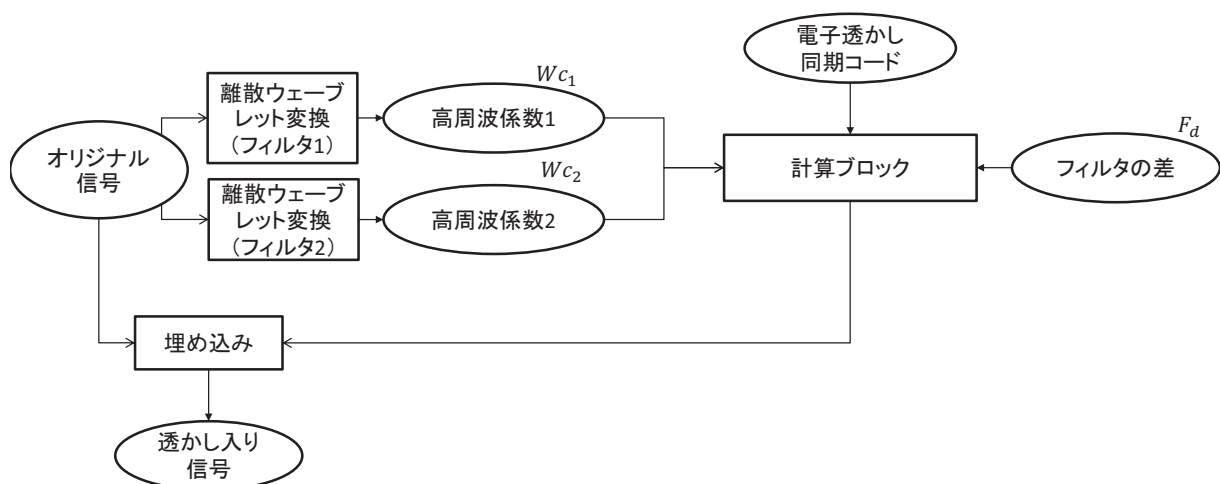 電子透かし
同期コード
Wc₁
離散ウェーブ
レット変換
（フィルタ1）
高周波係数1
オリジナル
信号
計算ブロック
F_d
フィルタの差
Wc₂
離散ウェーブ
レット変換
（フィルタ2）
高周波係数2
埋め込み
透かし入り
信号